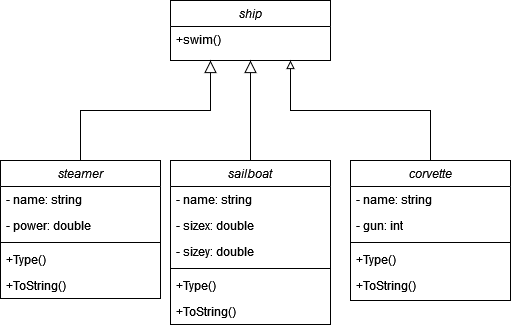 ship
+swim()
steamer
- name: string
- power: double
+Type()
+ToString()
sailboat
- name: string
- sizex: double
- sizey: double
+Type()
+ToString()
corvette
- name: string
- gun: int
+Type()
+ToString()